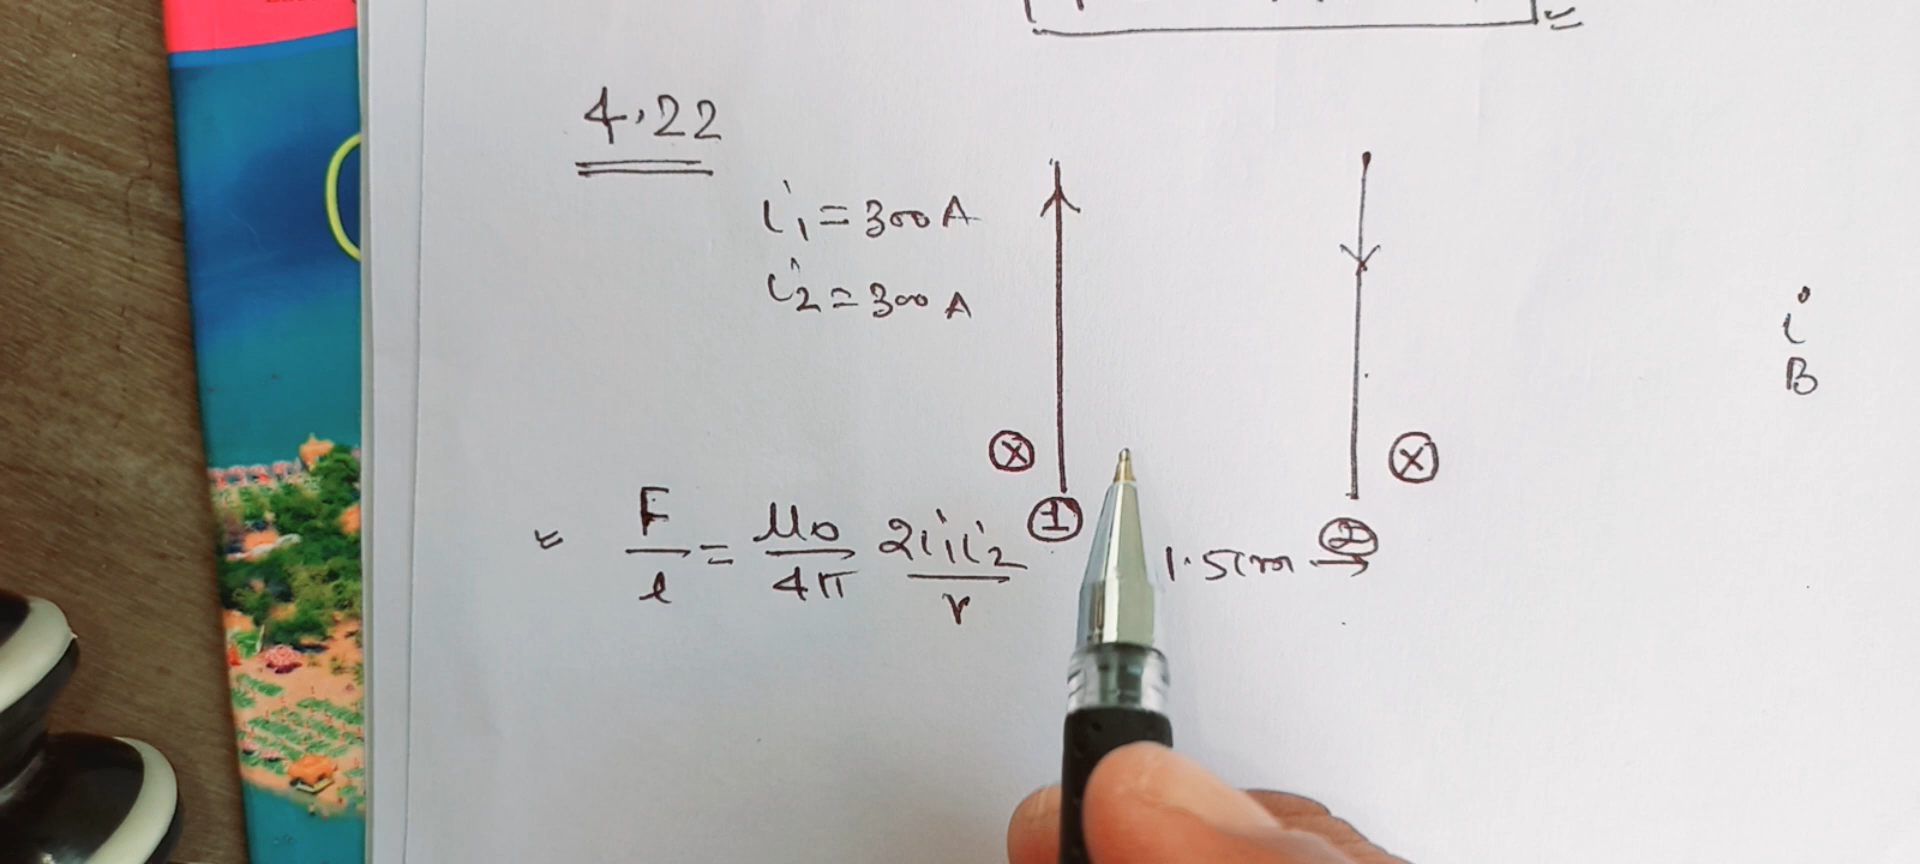 4.22
i₁ = 300 A
i₂ = 300 A
i
B
ⓧ ⓧ
① ②
= F/l = μ₀/4π 2i₁i₂/r
1.5cm →